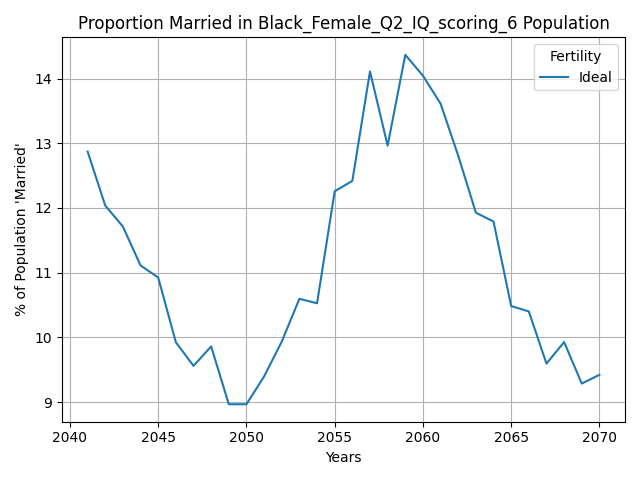 Proportion Married in Black_Female_Q2_IQ_scoring_6 Population
Fertility
Ideal
% of Population 'Married'
14
13
12
11
10
9
2040 2045 2050 2055 2060 2065 2070
Years